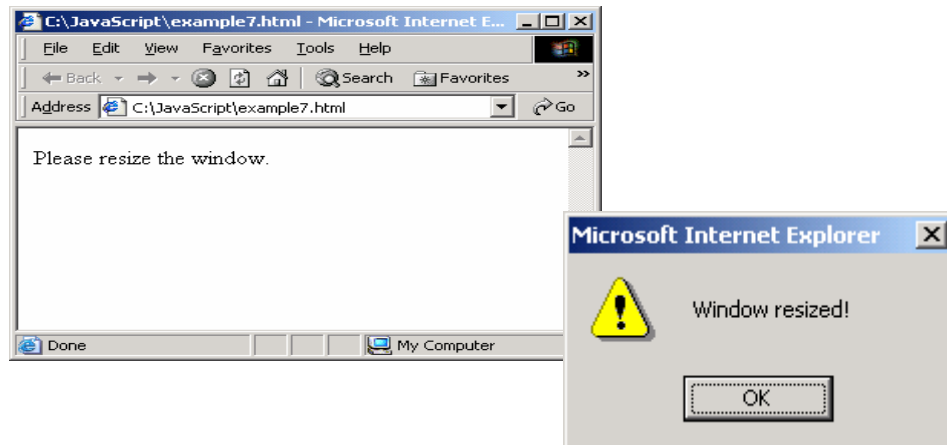 C:\JavaScript\example7.html - Microsoft Internet E...
File Edit View Favorites Tools Help
Back Search Favorites »
Address C:\JavaScript\example7.html Go
Please resize the window.
Done My Computer
Microsoft Internet Explorer
Window resized!
OK